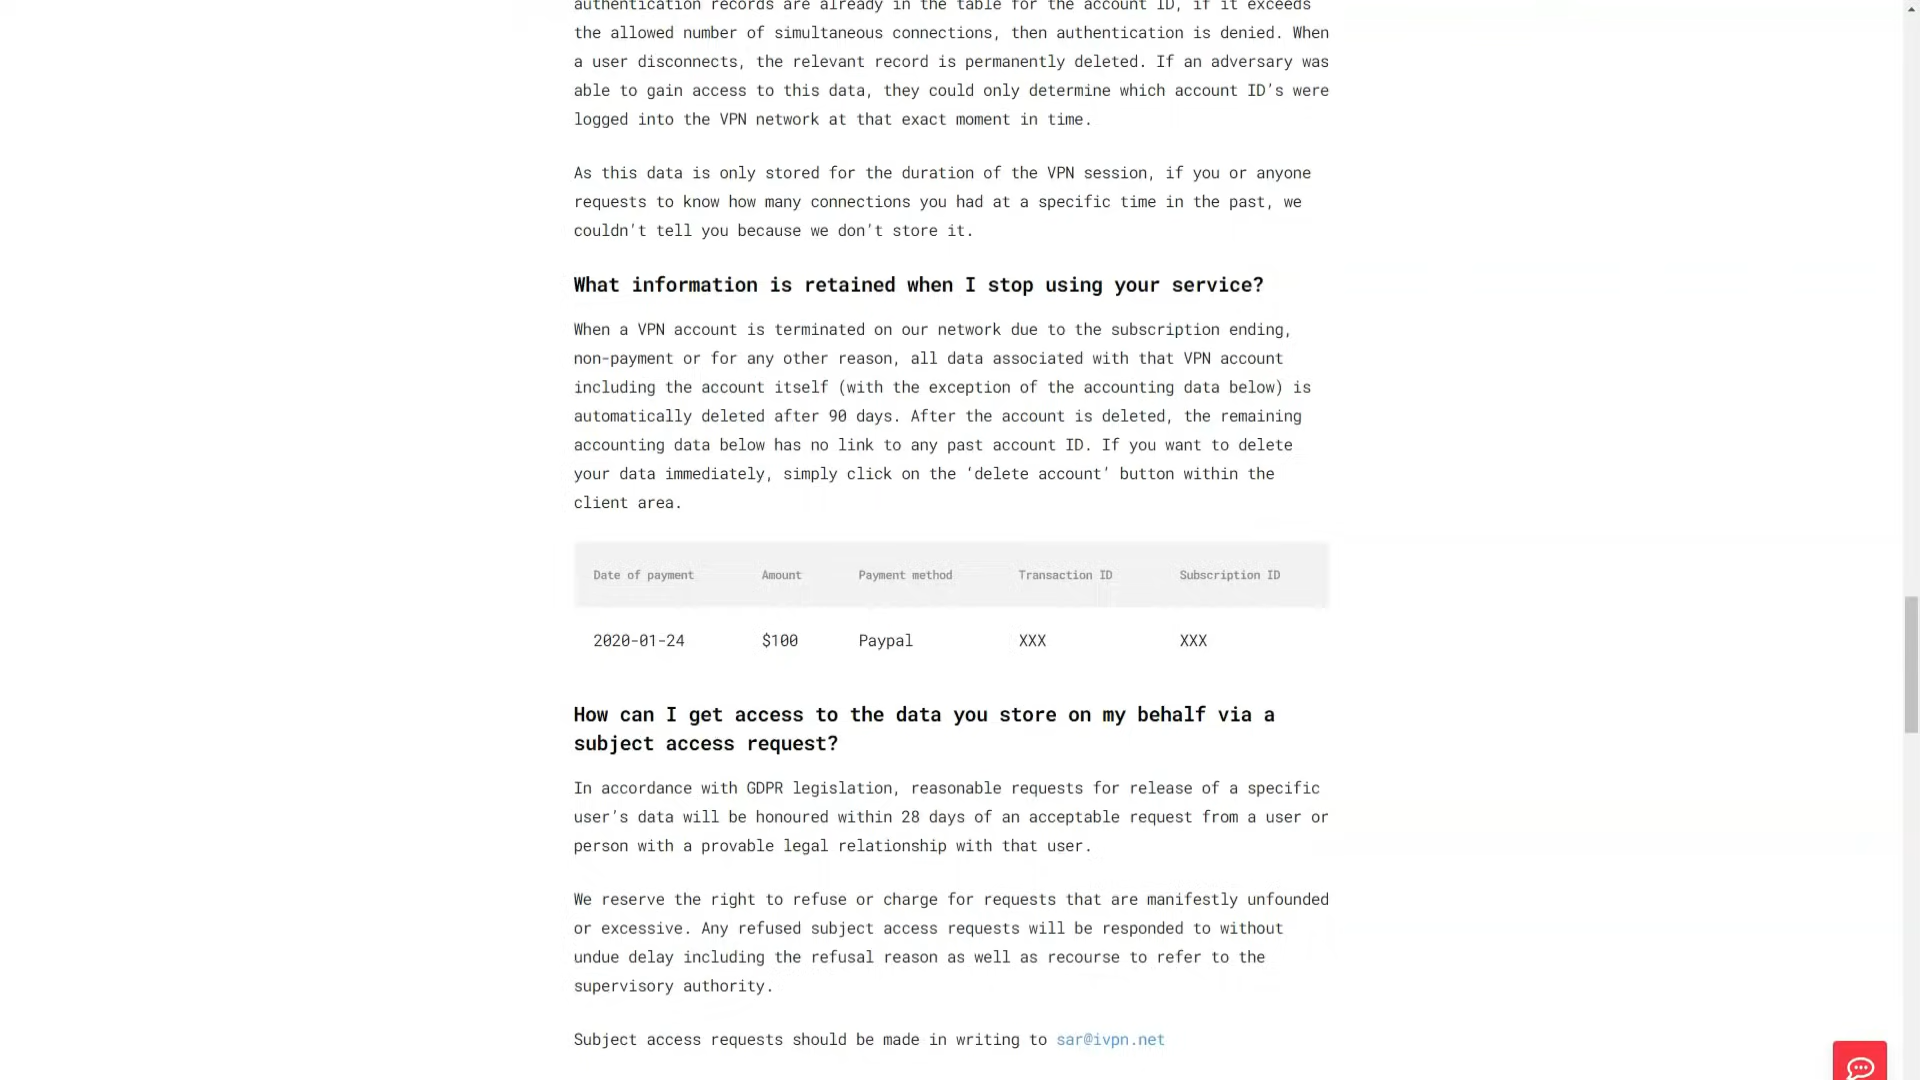 authentication records are already in the table for the account ID, if it exceeds
the allowed number of simultaneous connections, then authentication is denied. When
a user disconnects, the relevant record is permanently deleted. If an adversary was
able to gain access to this data, they could only determine which account ID’s were
logged into the VPN network at that exact moment in time.
As this data is only stored for the duration of the VPN session, if you or anyone
requests to know how many connections you had at a specific time in the past, we
couldn’t tell you because we don’t store it.
What information is retained when I stop using your service?
When a VPN account is terminated on our network due to the subscription ending,
non-payment or for any other reason, all data associated with that VPN account
including the account itself (with the exception of the accounting data below) is
automatically deleted after 90 days. After the account is deleted, the remaining
accounting data below has no link to any past account ID. If you want to delete
your data immediately, simply click on the ‘delete account’ button within the
client area.
Date of payment Amount Payment method Transaction ID Subscription ID
2020-01-24 $100 Paypal XXX XXX
How can I get access to the data you store on my behalf via a
subject access request?
In accordance with GDPR legislation, reasonable requests for release of a specific
user’s data will be honoured within 28 days of an acceptable request from a user or
person with a provable legal relationship with that user.
We reserve the right to refuse or charge for requests that are manifestly unfounded
or excessive. Any refused subject access requests will be responded to without
undue delay including the refusal reason as well as recourse to refer to the
supervisory authority.
Subject access requests should be made in writing to sar@ivpn.net